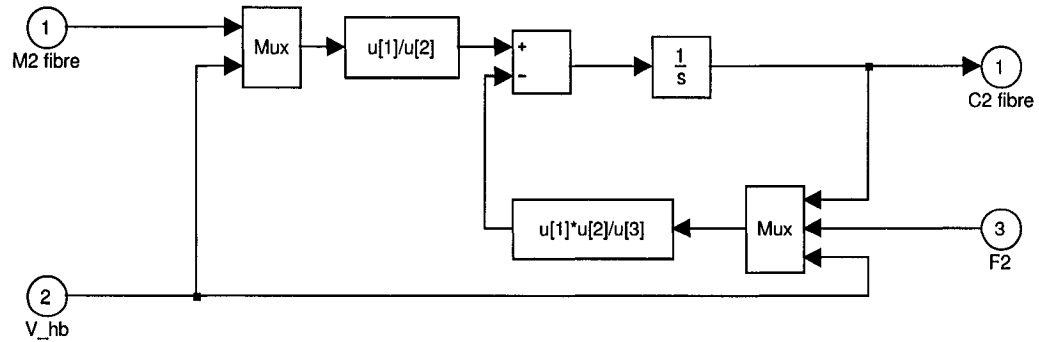 1
M2 fibre
Mux
u[1]/u[2]
+
−
1
s
1
C2 fibre
u[1]*u[2]/u[3]
Mux
3
F2
2
V_hb